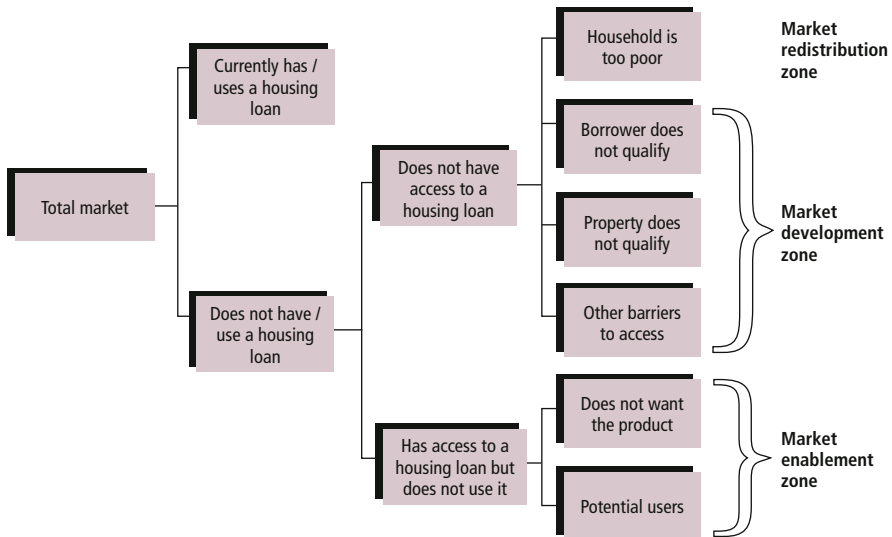 Total market
Currently has /
uses a housing
loan
Does not have /
use a housing
loan
Does not have
access to a
housing loan
Has access to a
housing loan but
does not use it
Household is
too poor
Borrower does
not qualify
Property does
not qualify
Other barriers
to access
Does not want
the product
Potential users
Market
redistribution
zone
Market
development
zone
Market
enablement
zone